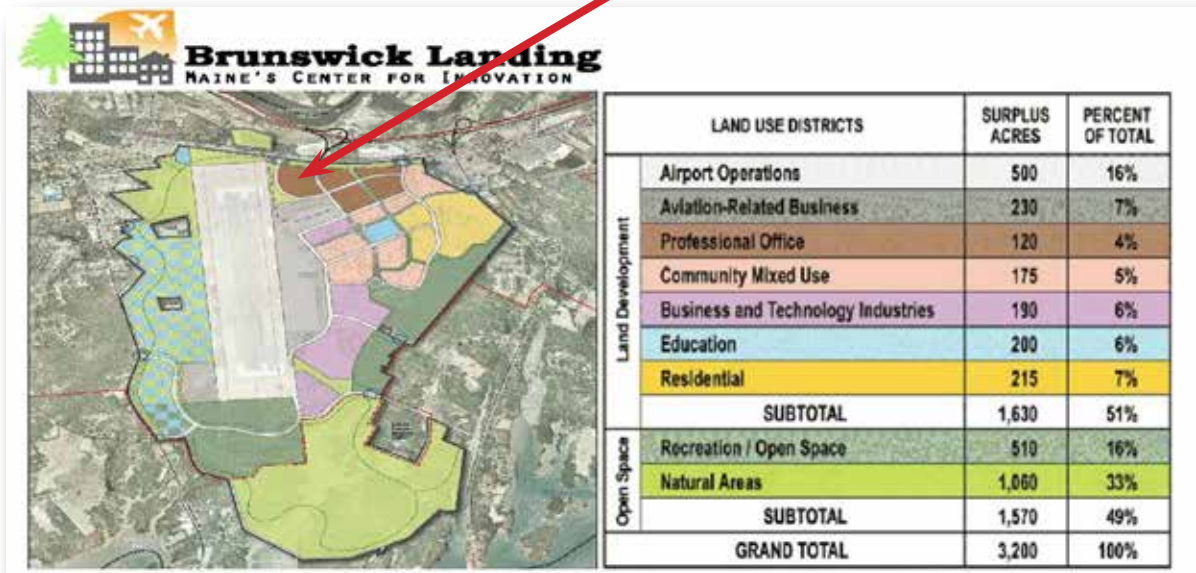 Brunswick Landing
MAINE'S CENTER FOR INNOVATION
LAND USE DISTRICTS SURPLUS ACRES PERCENT OF TOTAL
Land Development
Airport Operations 500 16%
Aviation-Related Business 230 7%
Professional Office 120 4%
Community Mixed Use 175 5%
Business and Technology Industries 190 6%
Education 200 6%
Residential 215 7%
SUBTOTAL 1,630 51%
Open Space
Recreation / Open Space 510 16%
Natural Areas 1,060 33%
SUBTOTAL 1,570 49%
GRAND TOTAL 3,200 100%